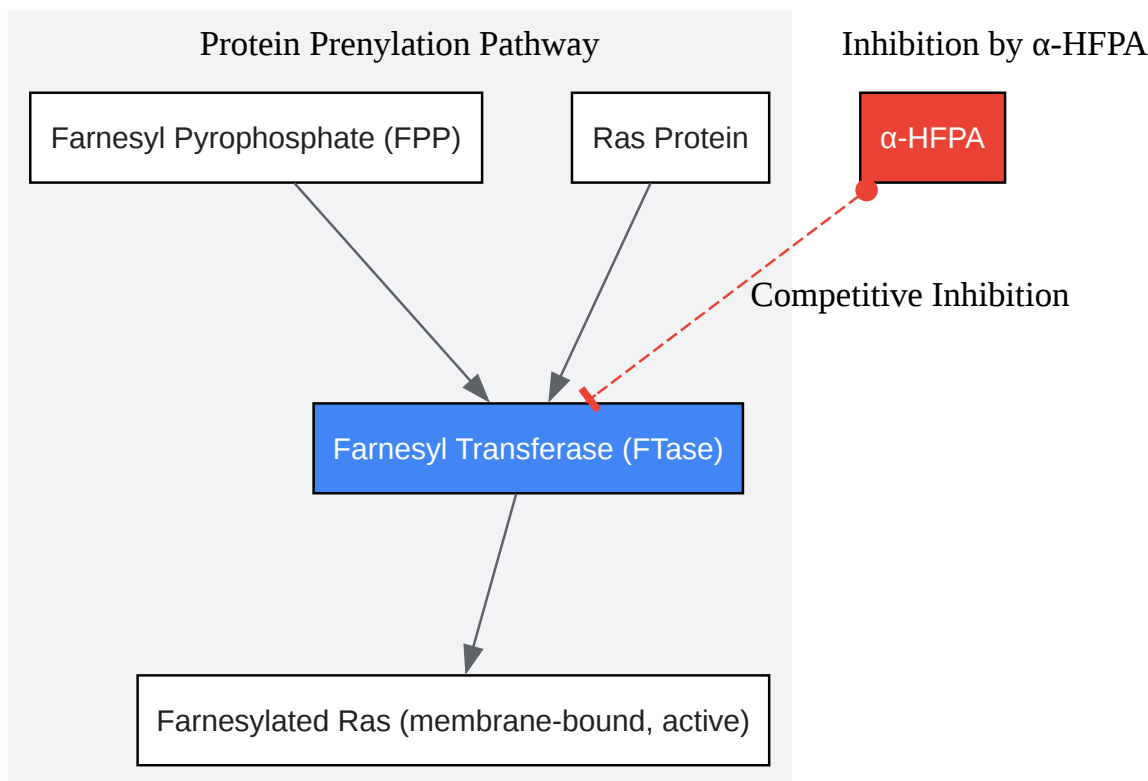 Protein Prenylation Pathway
Inhibition by α-HFPA
Farnesyl Pyrophosphate (FPP)
Ras Protein
α-HFPA
Competitive Inhibition
Farnesyl Transferase (FTase)
Farnesylated Ras (membrane-bound, active)